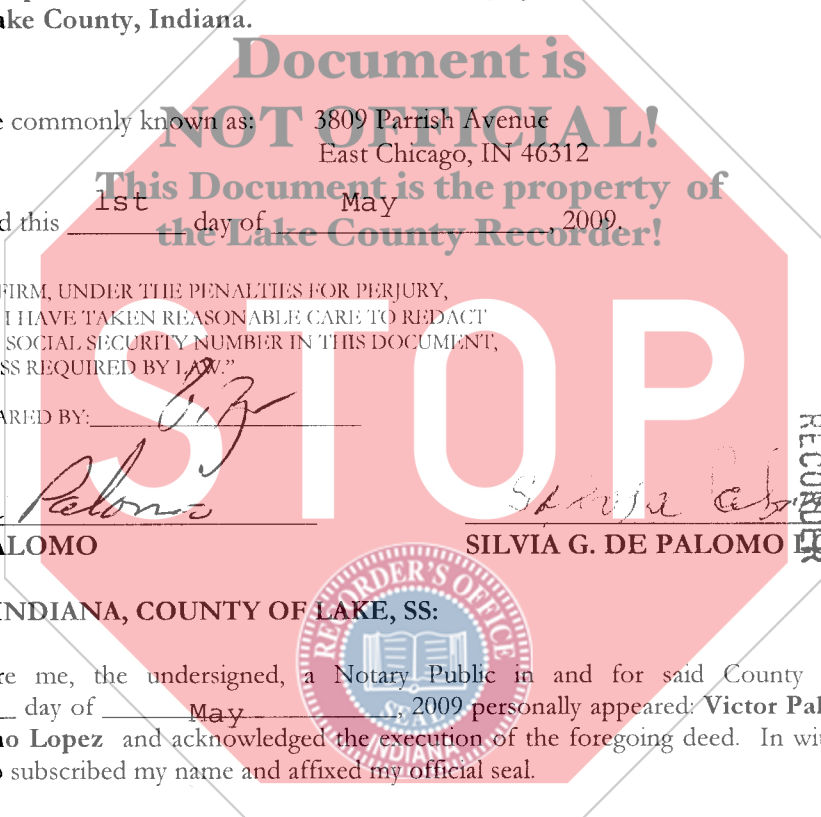 ake County, Indiana.
Document is
commonly known as: 3809 Parrish Avenue
NOT OFFICIAL!
East Chicago, IN 46312
This Document is the property of
d this 1st day of May, 2009.
the Lake County Recorder!
FIRM, UNDER THE PENALTIES FOR PERJURY,
I HAVE TAKEN REASONABLE CARE TO REDACT
SOCIAL SECURITY NUMBER IN THIS DOCUMENT,
SS REQUIRED BY LAW."
STOP
ARED BY:
Palomo
RECORDER
ALOMO
SILVIA G. DE PALOMO
INDIANA, COUNTY OF LAKE, SS:
RECORDER'S OFFICE
SEAL
INDIANA
re me, the undersigned, a Notary Public in and for said County
day of May, 2009 personally appeared: Victor Pal
o Lopez and acknowledged the execution of the foregoing deed. In wi
subscribed my name and affixed my official seal.